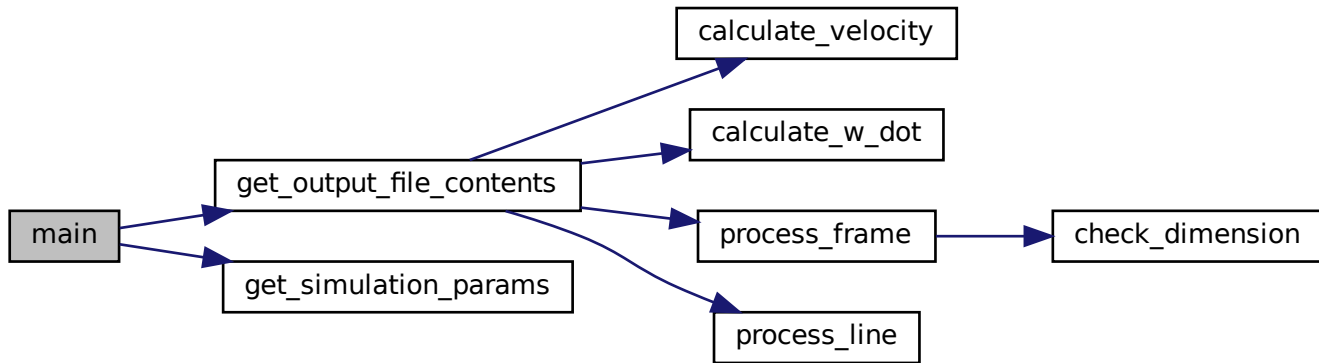 calculate_velocity
calculate_w_dot
get_output_file_contents
main
process_frame
check_dimension
get_simulation_params
process_line